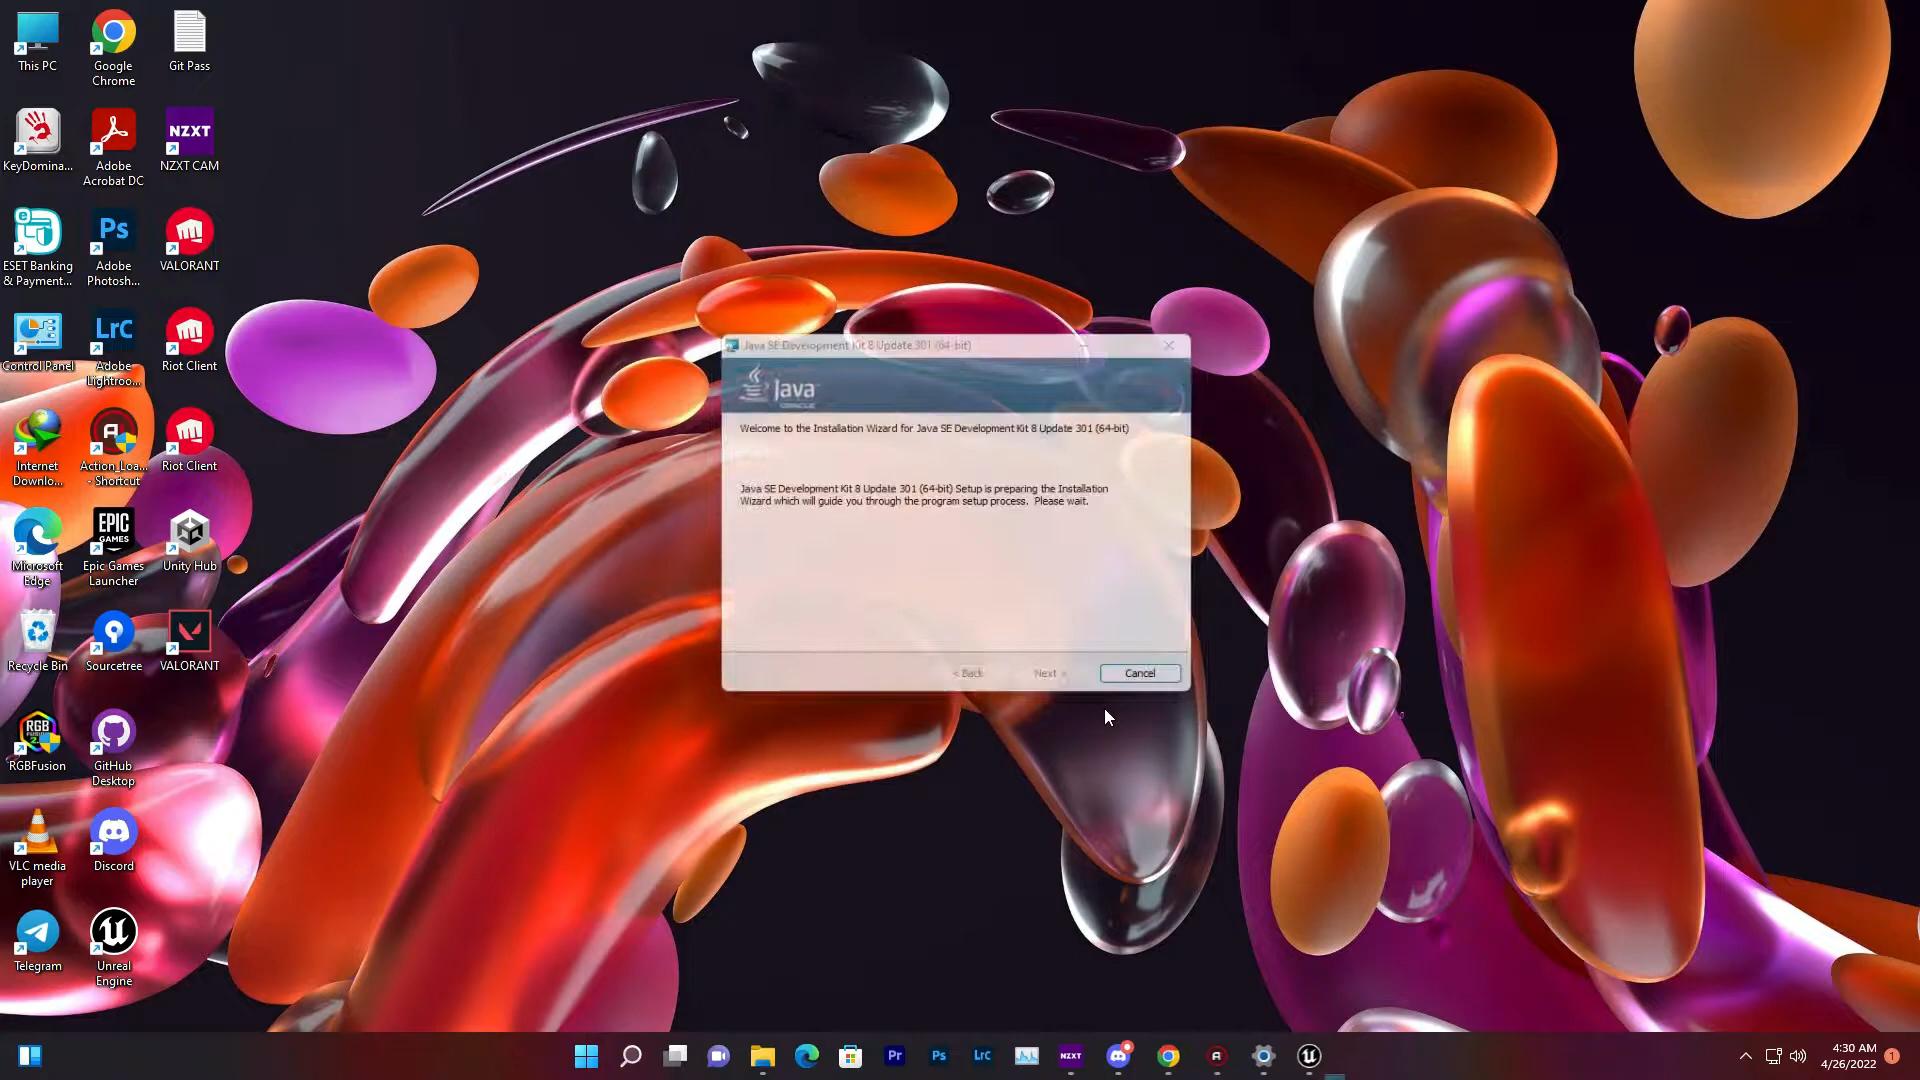 This PC
Google
Chrome
Git Pass
KeyDomina...
Adobe
Acrobat DC
NZXT
NZXT CAM
ESET Banking
& Payment...
Ps
Adobe
Photosh...
VALORANT
Control Panel
LrC
Adobe
Lightroo...
Riot Client
Internet
Downlo...
Action_Loa...
- Shortcut
Riot Client
Microsoft
Edge
EPIC
GAMES
Epic Games
Launcher
Unity Hub
Recycle Bin
Sourcetree
VALORANT
RGB
RGBFusion
GitHub
Desktop
VLC media
player
Discord
Telegram
Unreal
Engine
Java SE Development Kit 8 Update 301 (64-bit)
Java
ORACLE
Welcome to the Installation Wizard for Java SE Development Kit 8 Update 301 (64-bit)
Java SE Development Kit 8 Update 301 (64-bit) Setup is preparing the Installation
Wizard which will guide you through the program setup process. Please wait.
< Back
Next >
Cancel
Pr
Ps
LrC
NZXT
4:30 AM
4/26/2022
1